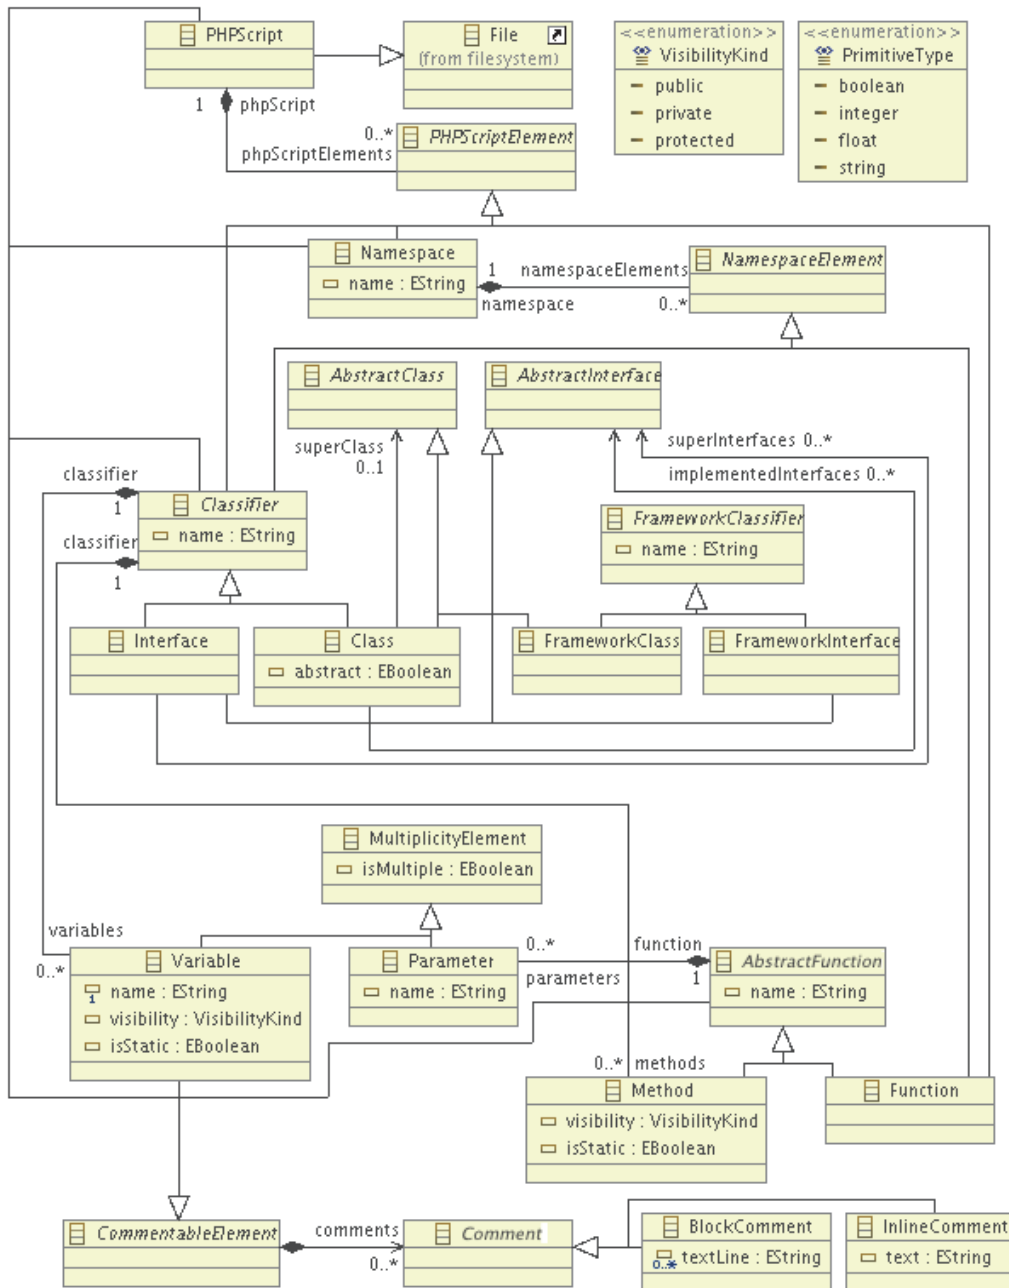 PHPScript
File
(from filesystem)
<<enumeration>>
VisibilityKind
public
private
protected
<<enumeration>>
PrimitiveType
boolean
integer
float
string
1
phpScript
0..*
phpScriptElements
PHPScriptElement
Namespace
name : EString
1
namespace
namespaceElements
0..*
NamespaceElement
AbstractClass
AbstractInterface
superClass
0..1
superInterfaces 0..*
implementedInterfaces 0..*
classifier
1
classifier
1
Classifier
name : EString
FrameworkClassifier
name : EString
Interface
Class
abstract : EBoolean
FrameworkClass
FrameworkInterface
MultiplicityElement
isMultiple : EBoolean
variables
0..*
Variable
1
name : EString
visibility : VisibilityKind
isStatic : EBoolean
Parameter
name : EString
0..*
parameters
function
1
AbstractFunction
name : EString
0..* methods
Method
visibility : VisibilityKind
isStatic : EBoolean
Function
CommentableElement
comments
0..*
Comment
BlockComment
0..*
textLine : EString
InlineComment
text : EString